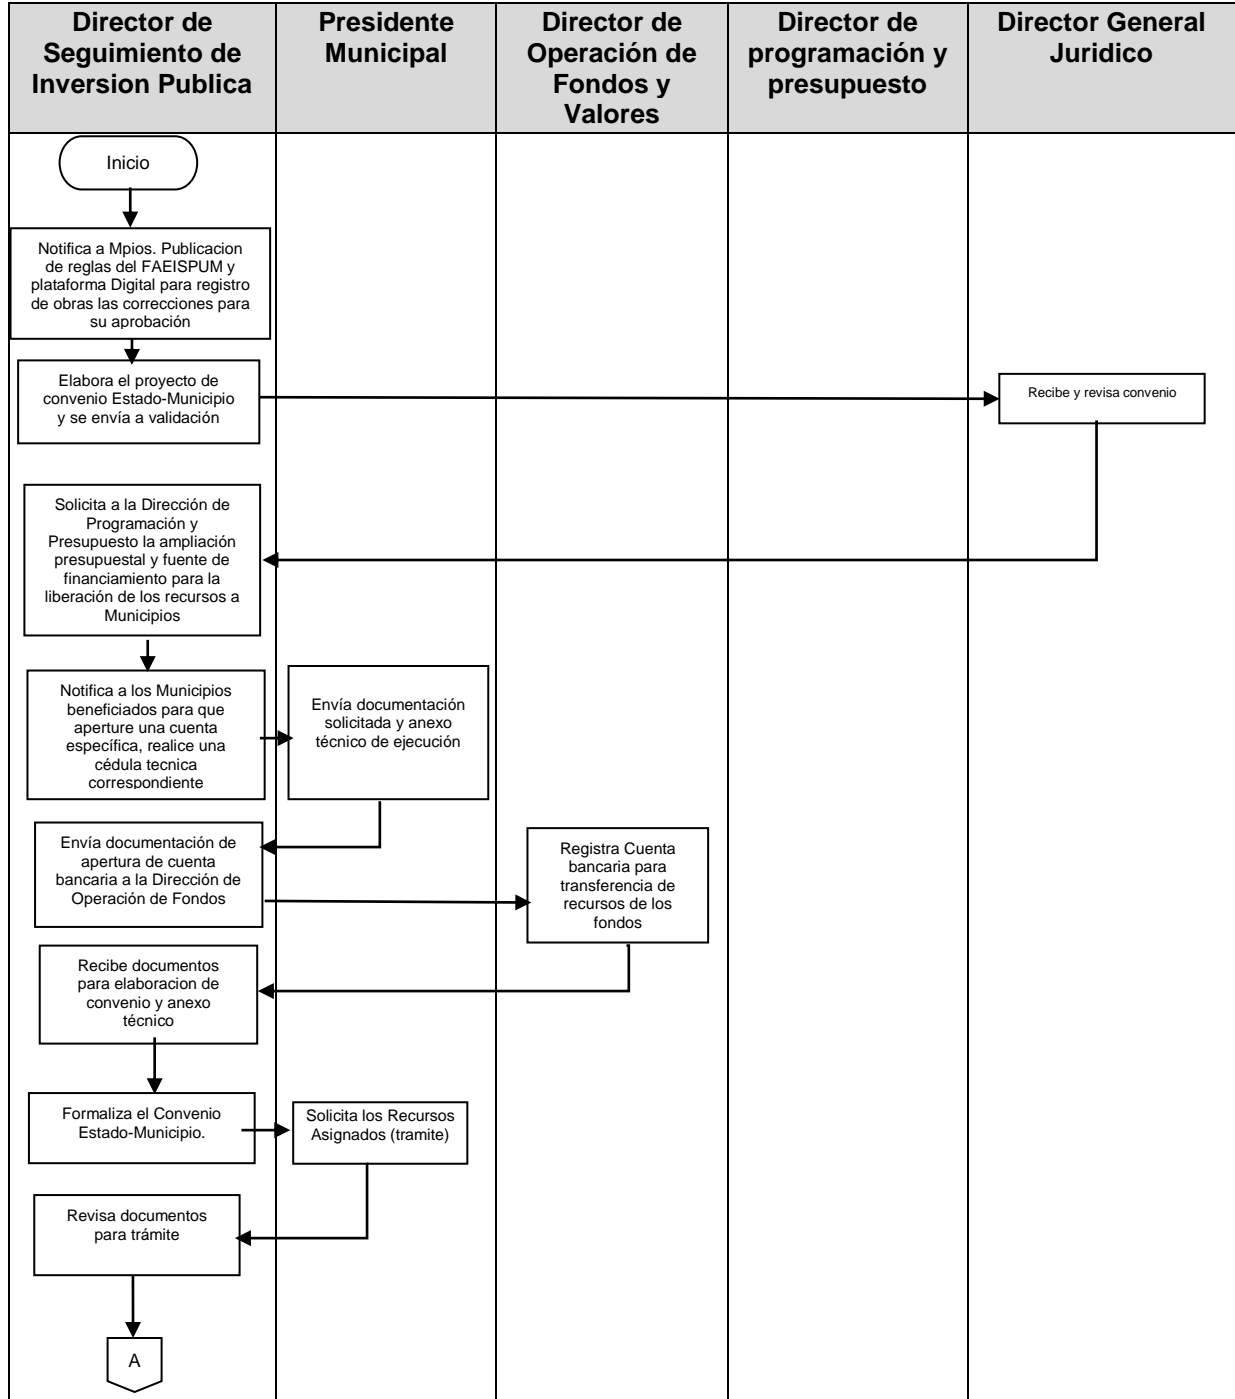 Director de
Seguimiento de
Inversion Publica
Presidente
Municipal
Director de
Operación de
Fondos y
Valores
Director de
programación y
presupuesto
Director General
Juridico
Inicio
Notifica a Mpios. Publicacion
de reglas del FAEISPUM y
plataforma Digital para registro
de obras las correcciones para
su aprobación
Elabora el proyecto de
convenio Estado-Municipio
y se envía a validación
Recibe y revisa convenio
Solicita a la Dirección de
Programación y
Presupuesto la ampliación
presupuestal y fuente de
financiamiento para la
liberación de los recursos a
Municipios
Notifica a los Municipios
beneficiados para que
aperture una cuenta
específica, realice una
cédula tecnica
correspondiente
Envía documentación
solicitada y anexo
técnico de ejecución
Envía documentación de
apertura de cuenta
bancaria a la Dirección de
Operación de Fondos
Registra Cuenta
bancaria para
transferencia de
recursos de los
fondos
Recibe documentos
para elaboracion de
convenio y anexo
técnico
Formaliza el Convenio
Estado-Municipio.
Solicita los Recursos
Asignados (tramite)
Revisa documentos
para trámite
A